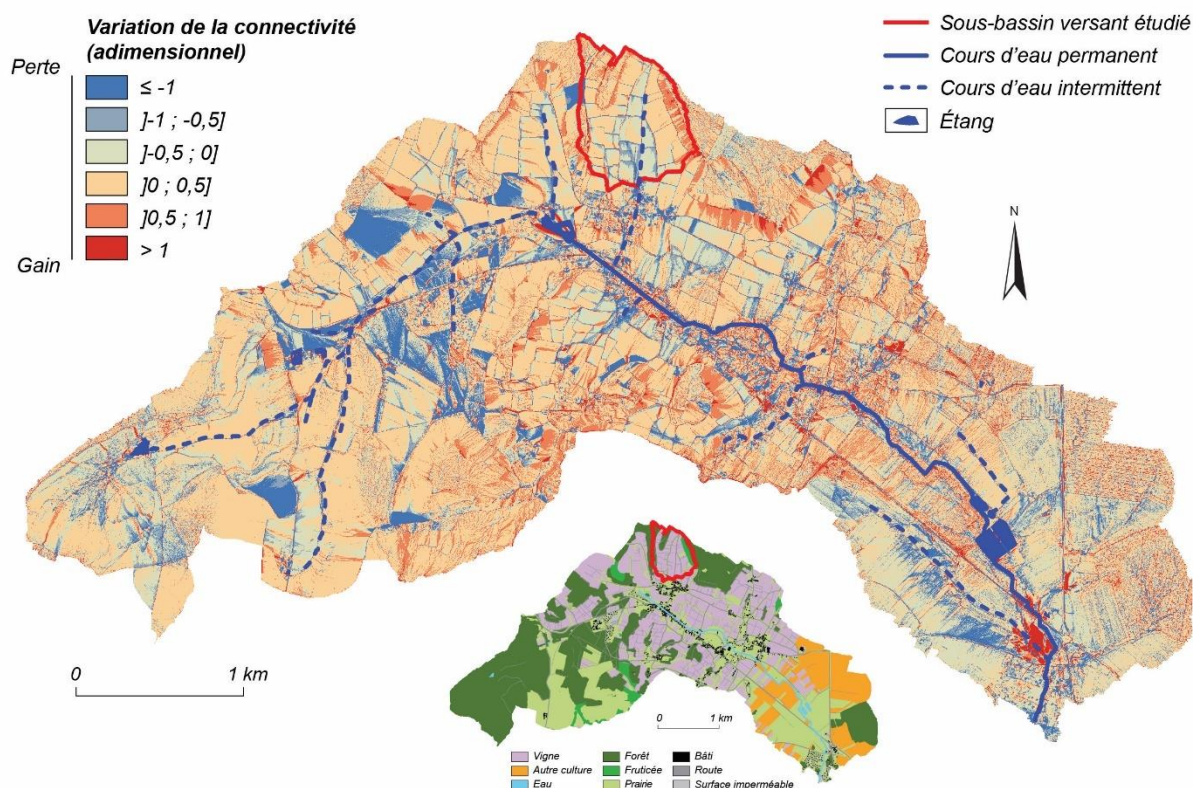 Variation de la connectivité
(adimensionnel)
Perte
≤ -1
]-1 ; -0,5]
]-0,5 ; 0]
]0 ; 0,5]
]0,5 ; 1]
> 1
Gain
Sous-bassin versant étudié
Cours d'eau permanent
Cours d'eau intermittent
Étang
N
0 1 km
0 1 km
Vigne
Autre culture
Eau
Forêt
Fruticée
Prairie
Bâti
Route
Surface imperméable